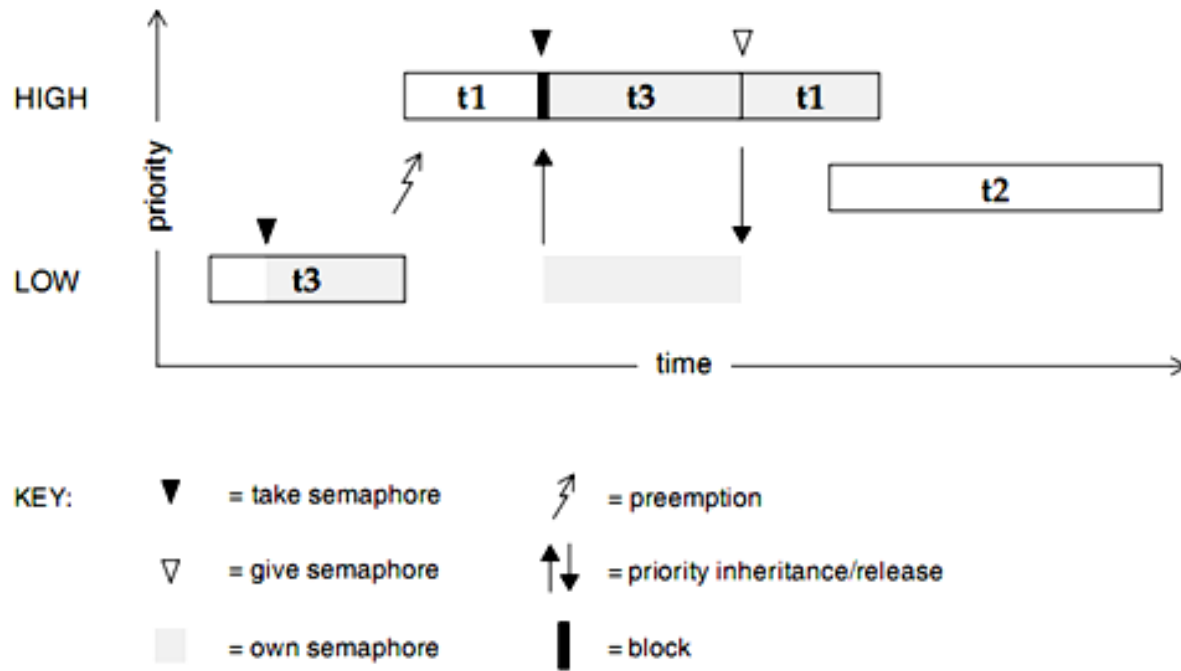 HIGH
t1 t3 t1
priority
t2
LOW
t3
time
KEY:
= take semaphore
= preemption
= give semaphore
= priority inheritance/release
= own semaphore
= block